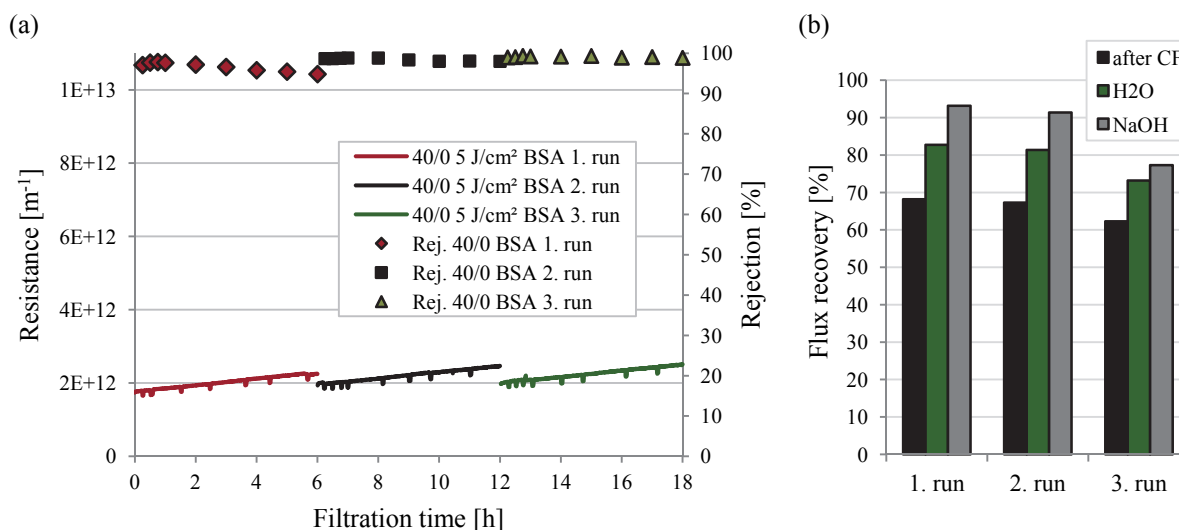 (a)
Resistance [m⁻¹]
1E+13
8E+12
6E+12
4E+12
2E+12
0
100
90
80
70
60
50
40
30
20
10
0
Rejection [%]
40/0 5 J/cm² BSA 1. run
40/0 5 J/cm² BSA 2. run
40/0 5 J/cm² BSA 3. run
Rej. 40/0 BSA 1. run
Rej. 40/0 BSA 2. run
Rej. 40/0 BSA 3. run
0 2 4 6 8 10 12 14 16 18
Filtration time [h]
(b)
Flux recovery [%]
100
90
80
70
60
50
40
30
20
10
0
after CF
H2O
NaOH
1. run 2. run 3. run